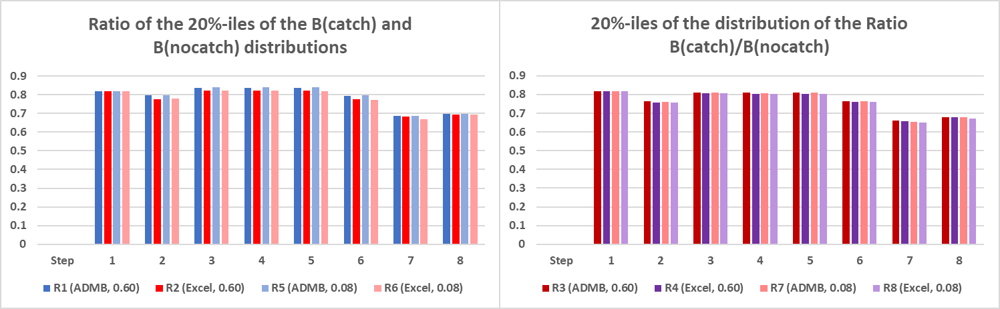 Ratio of the 20%-iles of the B(catch) and
B(nocatch) distributions
0.9
0.8
0.7
0.6
0.5
0.4
0.3
0.2
0.1
0
Step 1 2 3 4 5 6 7 8
R1 (ADMB, 0.60) R2 (Excel, 0.60) R5 (ADMB, 0.08) R6 (Excel, 0.08)
20%-iles of the distribution of the Ratio
B(catch)/B(nocatch)
0.9
0.8
0.7
0.6
0.5
0.4
0.3
0.2
0.1
0
Step 1 2 3 4 5 6 7 8
R3 (ADMB, 0.60) R4 (Excel, 0.60) R7 (ADMB, 0.08) R8 (Excel, 0.08)